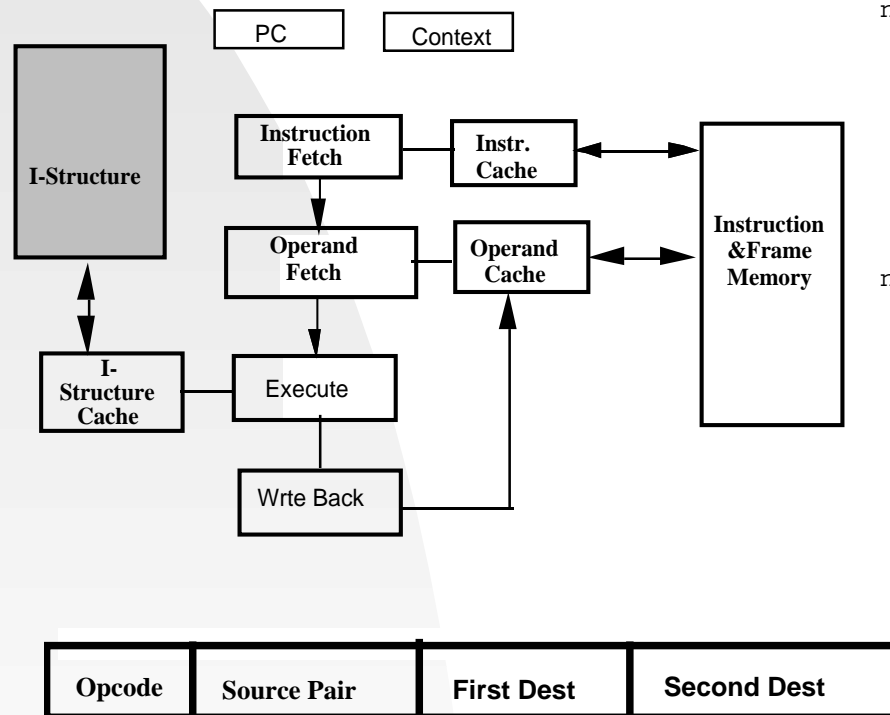 PC
Context
n
Instruction
Fetch
Instr.
Cache
I-Structure
Instruction
&Frame
Memory
Operand
Fetch
Operand
Cache
n
I-
Structure
Cache
Execute
Wrte Back
Opcode
Source Pair
First Dest
Second Dest